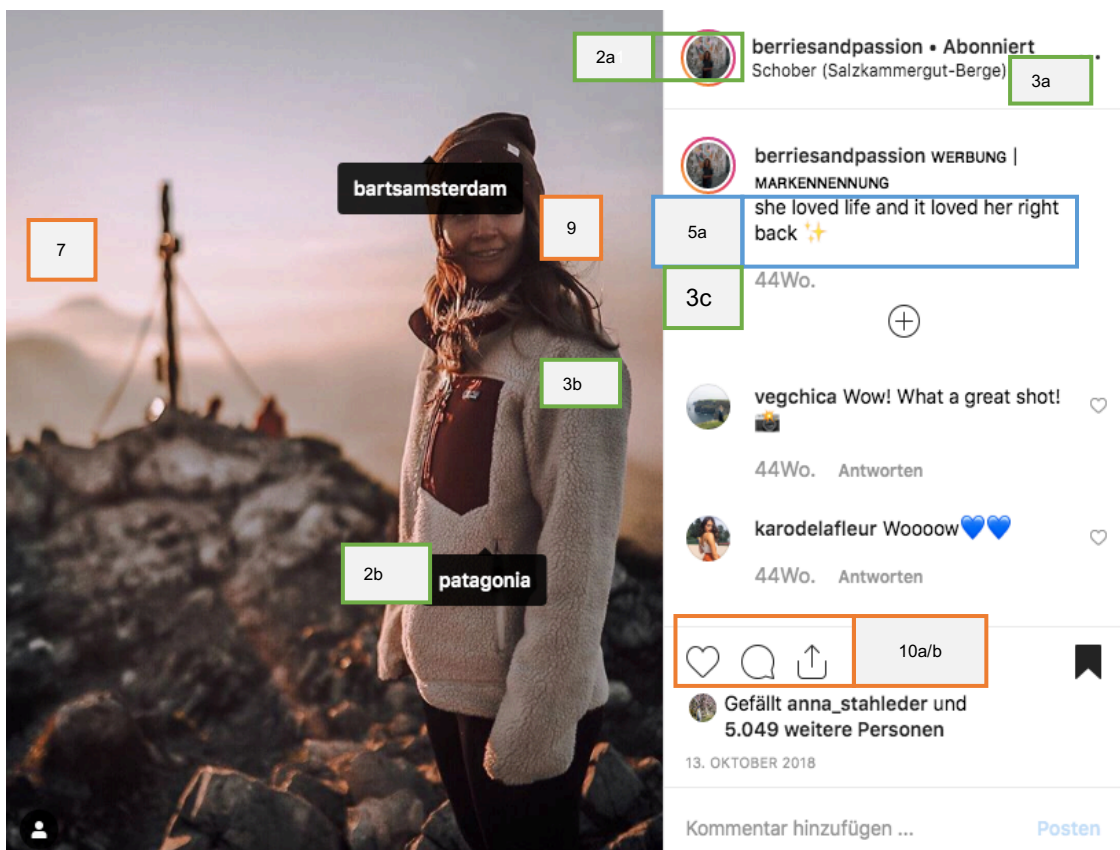 2a
berriesandpassion • Abonniert
Schober (Salzkammergut-Berge)
3a
berriesandpassion WERBUNG |
MARKENNENNUNG
she loved life and it loved her right
back ✨
5a
44Wo.
3c
bartsamsterdam
7
9
3b
2b
patagonia
vegchica Wow! What a great shot!
📸
44Wo. Antworten
karodelafleur Woooow💙💙
44Wo. Antworten
10a/b
Gefällt anna_stahleder und
5.049 weitere Personen
13. OKTOBER 2018
Kommentar hinzufügen ... Posten